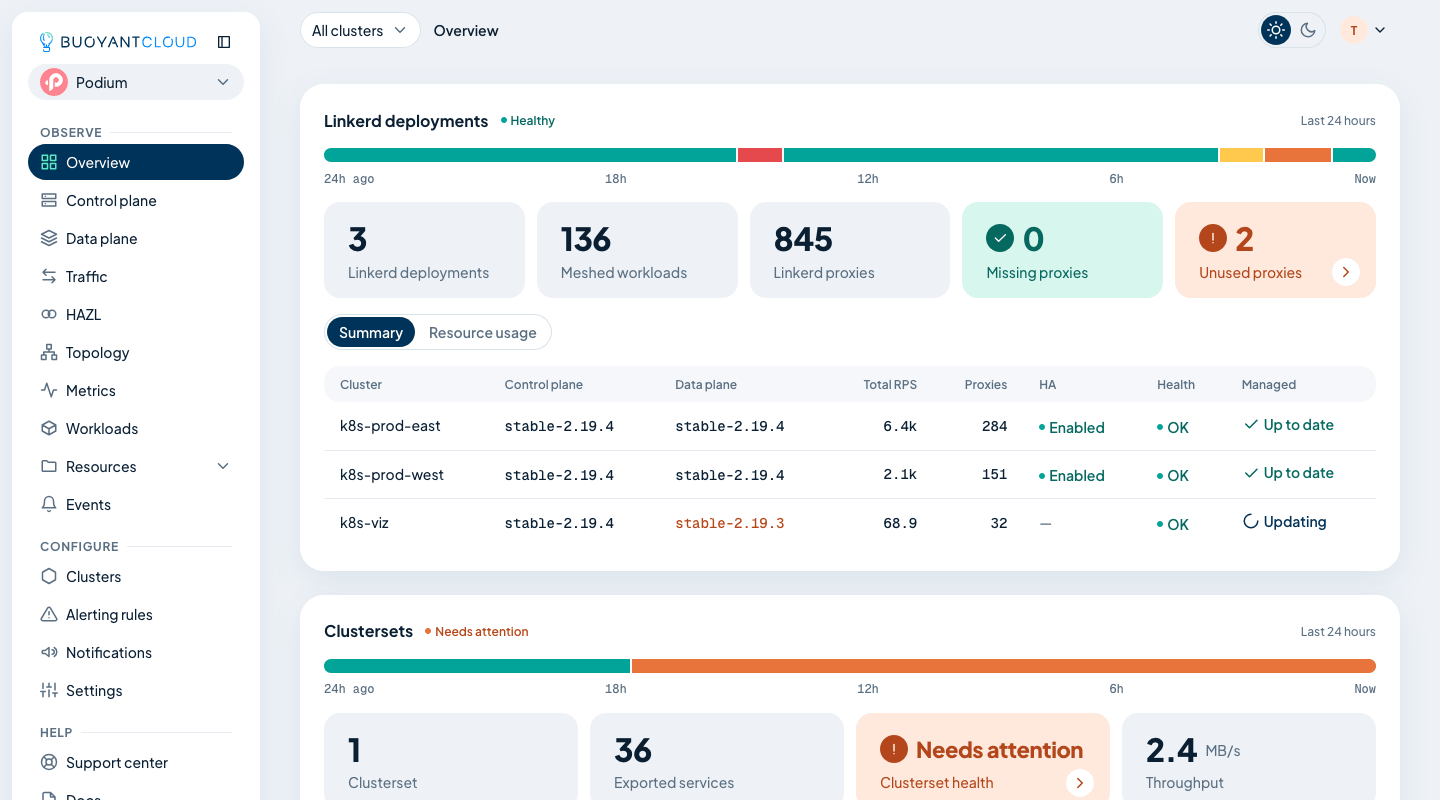 BUOYANTCLOUD
Podium
OBSERVE
Overview
Control plane
Data plane
Traffic
HAZL
Topology
Metrics
Workloads
Resources
Events
CONFIGURE
Clusters
Alerting rules
Notifications
Settings
HELP
Support center
Docs
All clusters Overview T
Linkerd deployments Healthy Last 24 hours
24h ago 18h 12h 6h Now
3 136 845 0 2
Linkerd deployments Meshed workloads Linkerd proxies Missing proxies Unused proxies
Summary Resource usage
Cluster Control plane Data plane Total RPS Proxies HA Health Managed
k8s-prod-east stable-2.19.4 stable-2.19.4 6.4k 284 Enabled OK Up to date
k8s-prod-west stable-2.19.4 stable-2.19.4 2.1k 151 Enabled OK Up to date
k8s-viz stable-2.19.4 stable-2.19.3 68.9 32 — OK Updating
Clustersets Needs attention Last 24 hours
24h ago 18h 12h 6h Now
1 36 Needs attention 2.4 MB/s
Clusterset Exported services Clusterset health Throughput